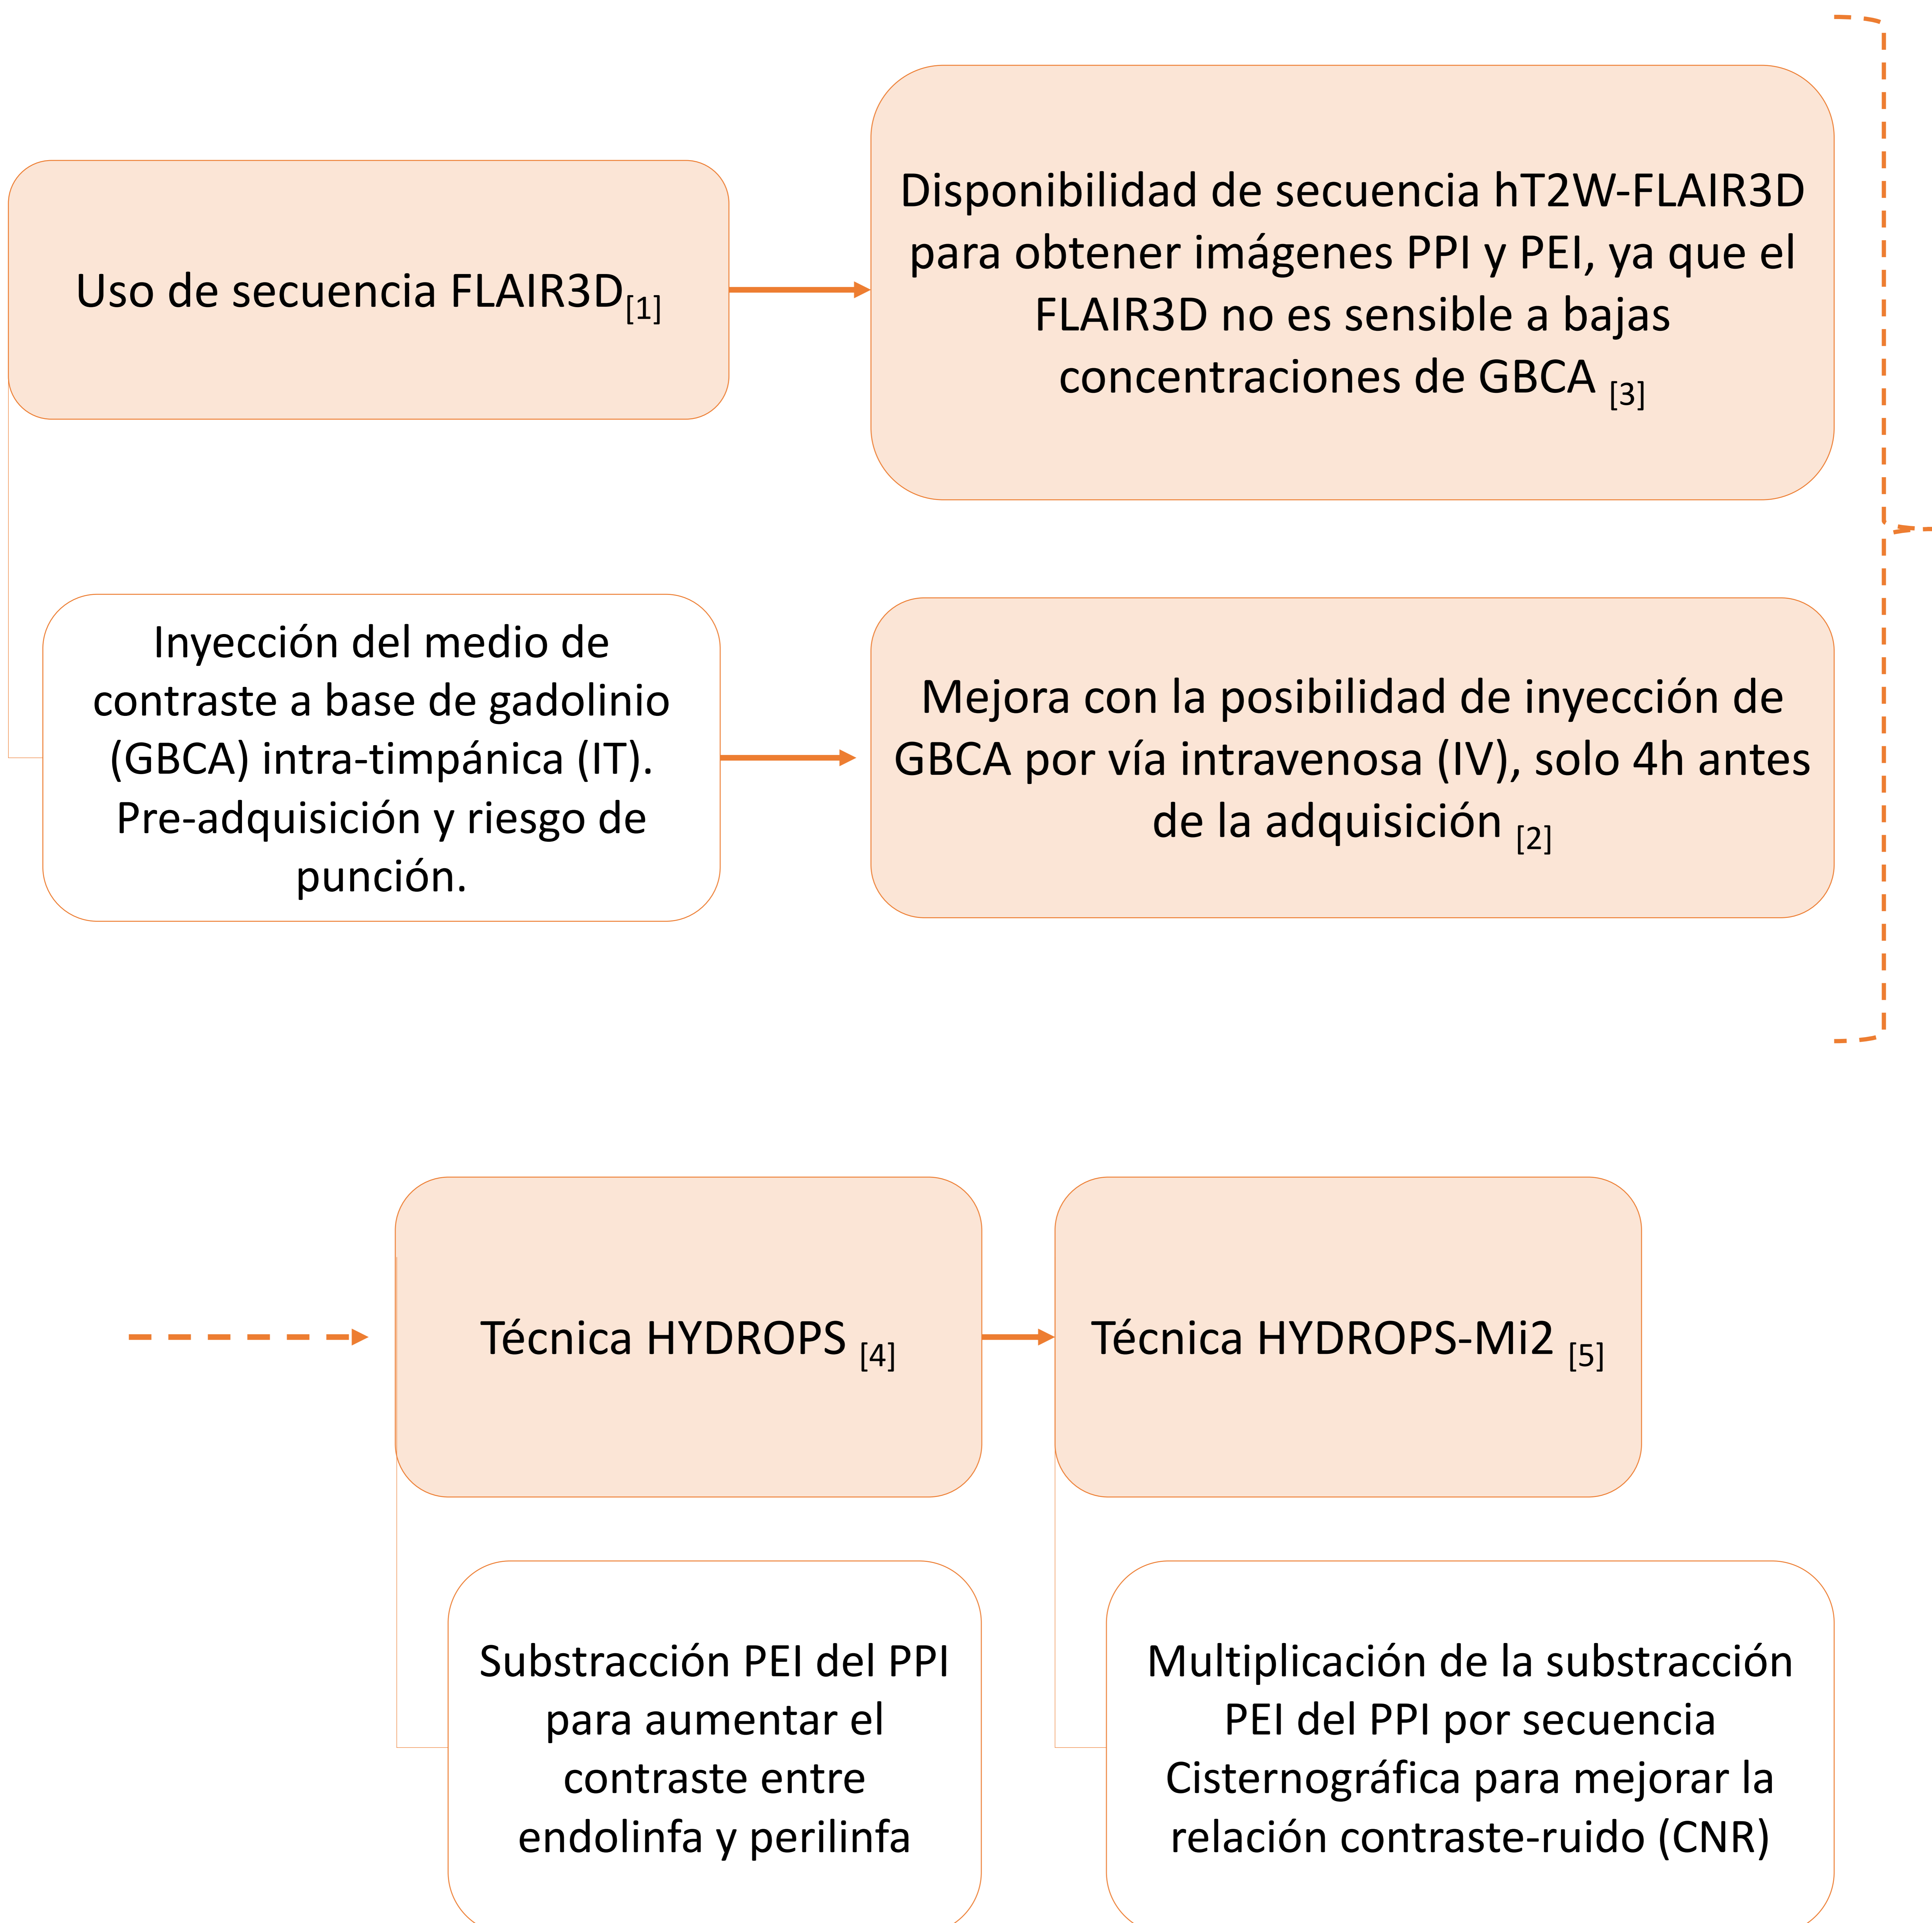 Uso de secuencia FLAIR3D[1]
Disponibilidad de secuencia hT2W-FLAIR3D
para obtener imágenes PPI y PEI, ya que el
FLAIR3D no es sensible a bajas
concentraciones de GBCA [3]
Inyección del medio de
contraste a base de gadolinio
(GBCA) intra-timpánica (IT).
Pre-adquisición y riesgo de
punción.
Mejora con la posibilidad de inyección de
GBCA por vía intravenosa (IV), solo 4h antes
de la adquisición [2]
Técnica HYDROPS [4]
Técnica HYDROPS-Mi2 [5]
Substracción PEI del PPI
para aumentar el
contraste entre
endolinfa y perilinfa
Multiplicación de la substracción
PEI del PPI por secuencia
Cisternográfica para mejorar la
relación contraste-ruido (CNR)